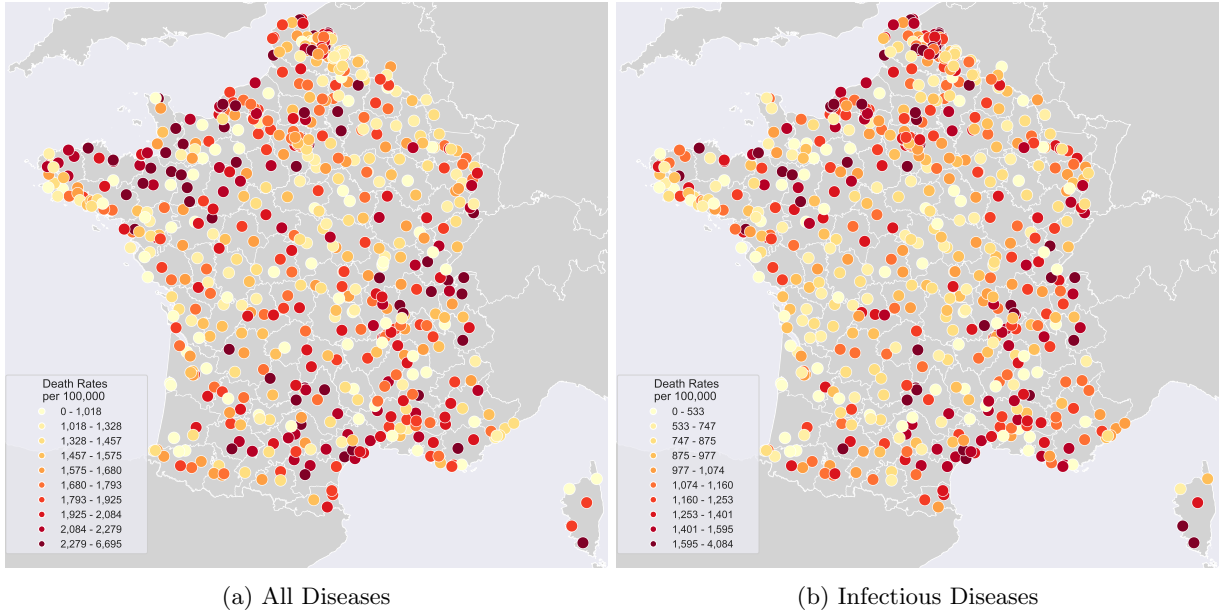 Death Rates
per 100,000
0 - 1,018
1,018 - 1,328
1,328 - 1,457
1,457 - 1,575
1,575 - 1,680
1,680 - 1,793
1,793 - 1,925
1,925 - 2,084
2,084 - 2,279
2,279 - 6,695
(a) All Diseases
Death Rates
per 100,000
0 - 533
533 - 747
747 - 875
875 - 977
977 - 1,074
1,074 - 1,160
1,160 - 1,253
1,253 - 1,401
1,401 - 1,595
1,595 - 4,084
(b) Infectious Diseases